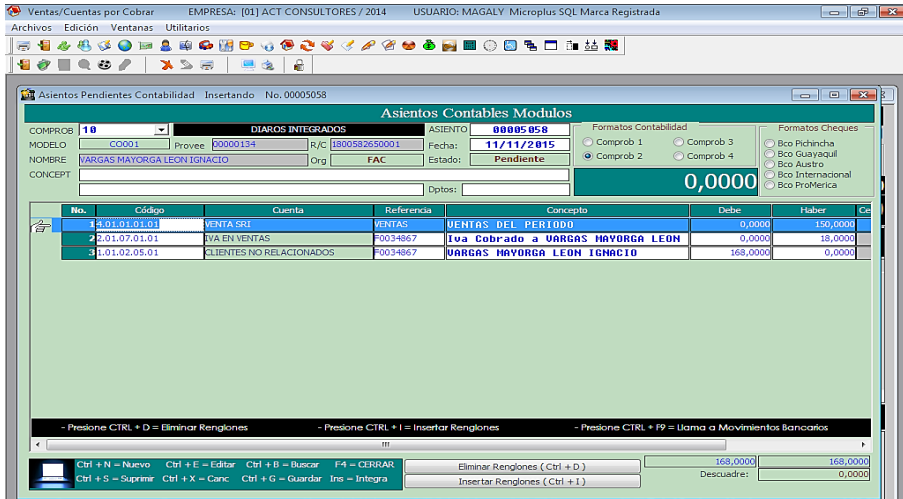 Ventas/Cuentas por Cobrar EMPRESA: [01] ACT CONSULTORES / 2014 USUARIO: MAGALY Microplus SQL Marca Registrada
Archivos Edición Ventanas Utilitarios
Asientos Pendientes Contabilidad Insertando No. 00005058
Asientos Contables Modulos
COMPROB 10 DIAROS INTEGRADOS ASIENTO 00005058 Formatos Contabilidad Formatos Cheques
MODELO CO001 Provee 00000134 R/C 1800582650001 Fecha: 11/11/2015 Comprob 1 Comprob 3 Bco Pichincha
NOMBRE VARGAS MAYORGA LEON IGNACIO Org FAC Estado: Pendiente Comprob 2 Comprob 4 Bco Guayaquil
Bco Austro
CONCEPT Bco Internacional
Dptos: 0,0000 Bco ProMerica
No. Código Cuenta Referencia Concepto Debe Haber Ce
1 4.01.01.01.01 VENTA SRI VENTAS VENTAS DEL PERIODO 0,0000 150,0000
2 2.01.07.01.01 IVA EN VENTAS F0034867 Iva Cobrado a VARGAS MAYORGA LEON 0,0000 18,0000
3 1.01.02.05.01 CLIENTES NO RELACIONADOS F0034867 VARGAS MAYORGA LEON IGNACIO 168,0000 0,0000
- Presione CTRL + D = Eliminar Renglones - Presione CTRL + I = Insertar Renglones - Presione CTRL + F9 = Llama a Movimientos Bancarios
Ctrl + N = Nuevo Ctrl + E = Editar Ctrl + B = Buscar F4 = CERRAR Eliminar Renglones ( Ctrl + D ) 168,0000 168,0000
Ctrl + S = Suprimir Ctrl + X = Canc Ctrl + G = Guardar Ins = Integra Insertar Renglones ( Ctrl + I ) Descuadre: 0,0000